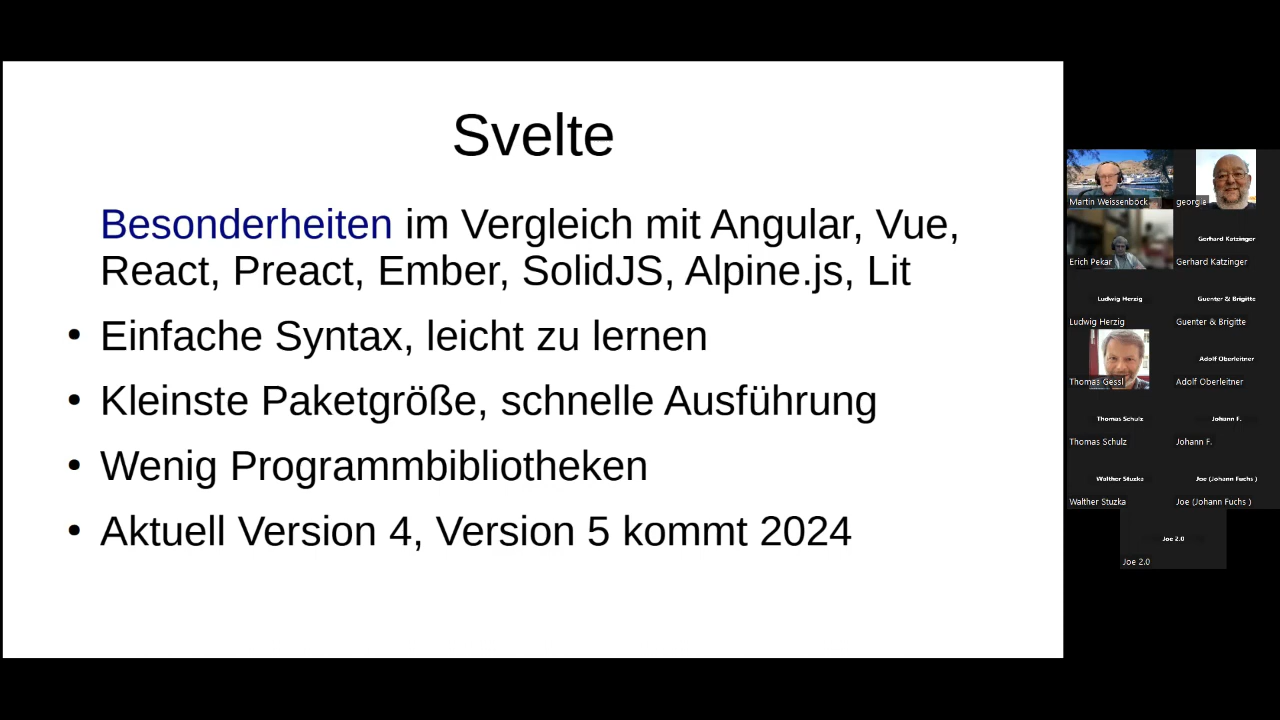 Svelte
Besonderheiten im Vergleich mit Angular, Vue,
React, Preact, Ember, SolidJS, Alpine.js, Lit
• Einfache Syntax, leicht zu lernen
• Kleinste Paketgröße, schnelle Ausführung
• Wenig Programmbibliotheken
• Aktuell Version 4, Version 5 kommt 2024
Martin Weissenböck
georgie
Erich Pekar
Gerhard Katzinger
Gerhard Katzinger
Ludwig Herzig
Ludwig Herzig
Guenter & Brigitte
Guenter & Brigitte
Thomas Gessl
Adolf Oberleitner
Adolf Oberleitner
Thomas Schulz
Thomas Schulz
Johann F.
Johann F.
Walther Stuzka
Walther Stuzka
Joe (Johann Fuchs )
Joe (Johann Fuchs )
Joe 2.0
Joe 2.0